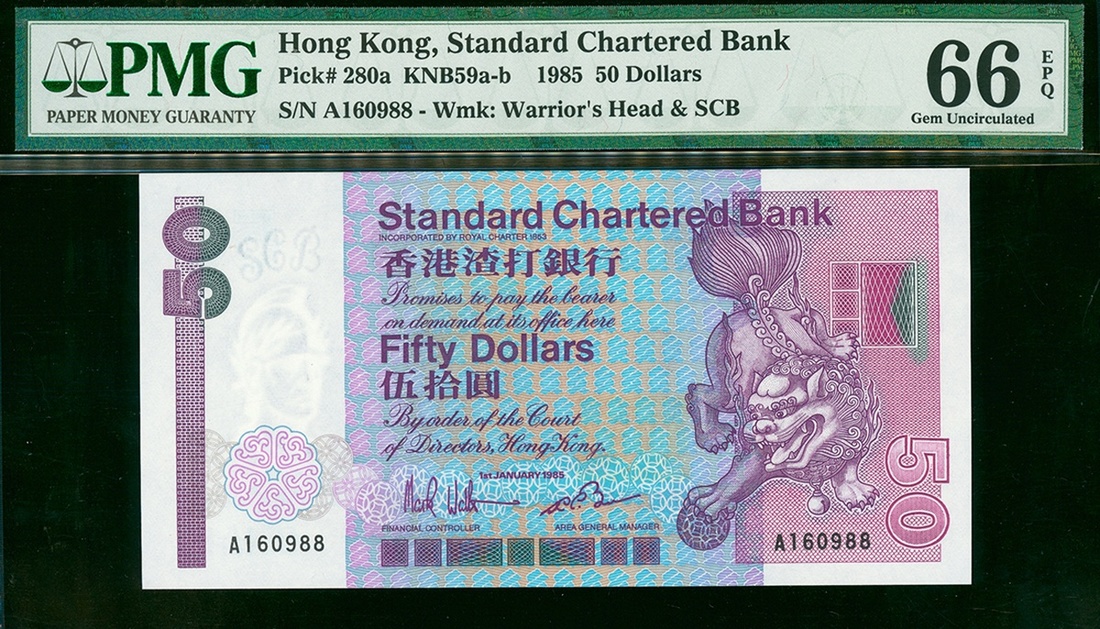 PMG
PAPER MONEY GUARANTY
Hong Kong, Standard Chartered Bank
Pick# 280a KNB59a-b 1985 50 Dollars
S/N A160988 - Wmk: Warrior's Head & SCB
66
EPQ
Gem Uncirculated
50
SCB
Standard Chartered Bank
INCORPORATED BY ROYAL CHARTER 1853
香港渣打銀行
Promises to pay the bearer
on demand at its office here
Fifty Dollars
伍拾圓
By order of the Court
of Directors, Hong Kong.
1st JANUARY 1985
FINANCIAL CONTROLLER
AREA GENERAL MANAGER
A160988
A160988
50